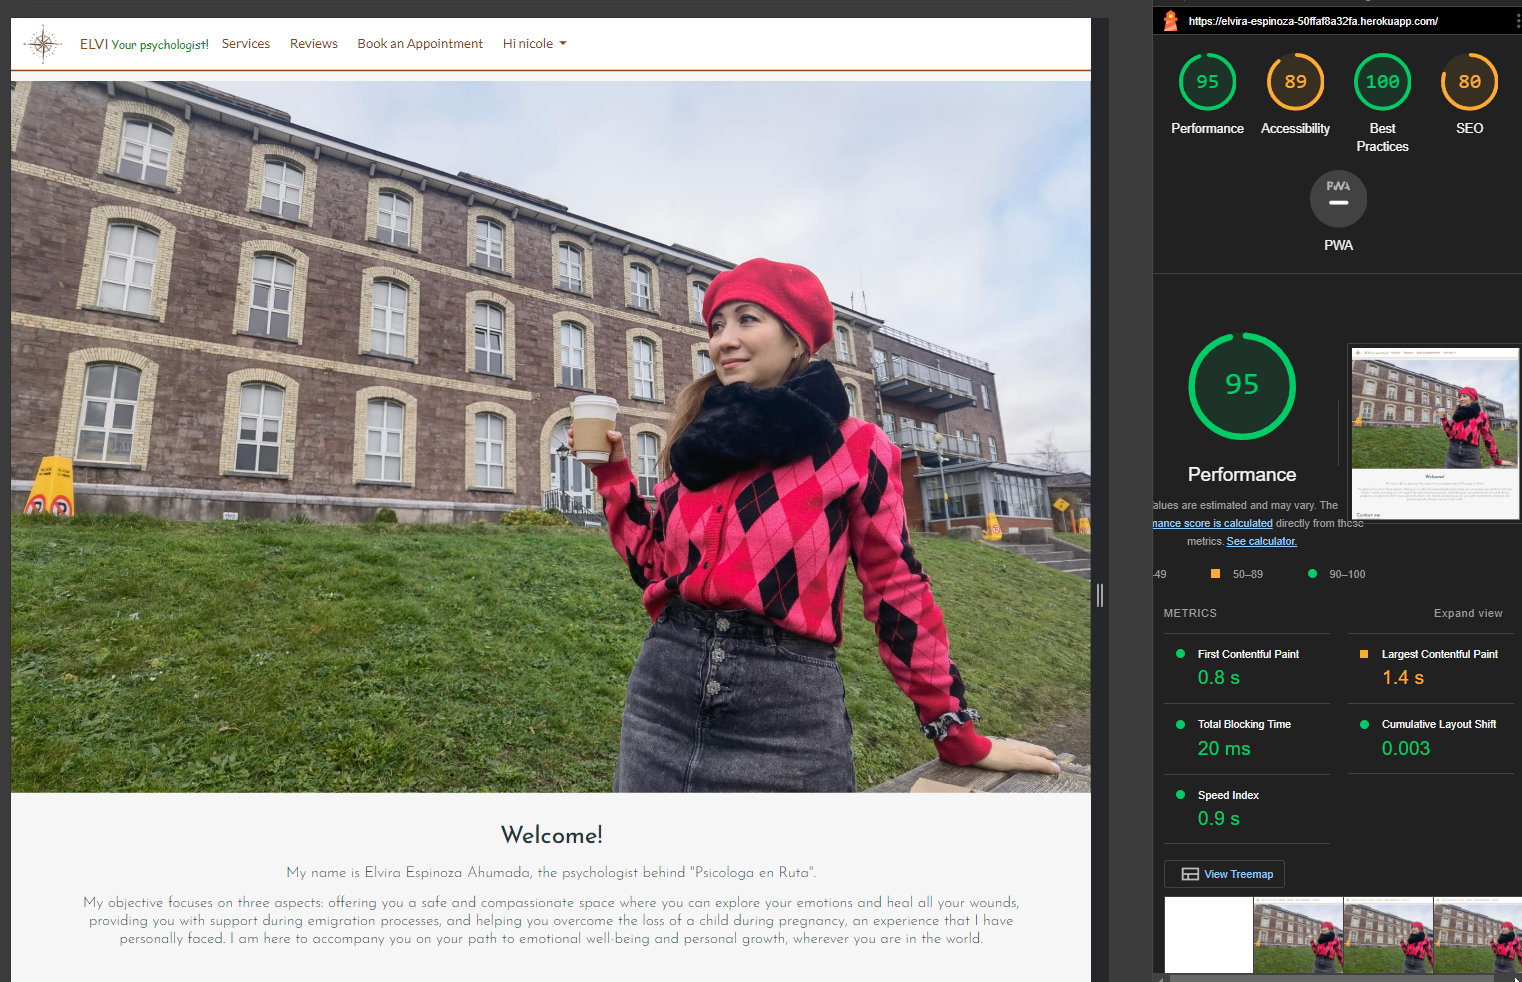 ELVI Your psychologist! Services Reviews Book an Appointment Hi nicole
Welcome!
My name is Elvira Espinoza Ahumada, the psychologist behind "Psicologa en Ruta".
My objective focuses on three aspects: offering you a safe and compassionate space where you can explore your emotions and heal all your wounds,
providing you with support during emigration processes, and helping you overcome the loss of a child during pregnancy, an experience that I have
personally faced. I am here to accompany you on your path to emotional well-being and personal growth, wherever you are in the world.
https://elvira-espinoza-50ffaf8a32fa.herokuapp.com/
95 89 100 80
Performance Accessibility Best SEO
Practices
PWA
PWA
95
Performance
alues are estimated and may vary. The
mance score is calculated directly from these
metrics. See calculator.
-49 50–89 90–100
Welcome!
Contact me
METRICS Expand view
First Contentful Paint Largest Contentful Paint
0.8 s 1.4 s
Total Blocking Time Cumulative Layout Shift
20 ms 0.003
Speed Index
0.9 s
View Treemap